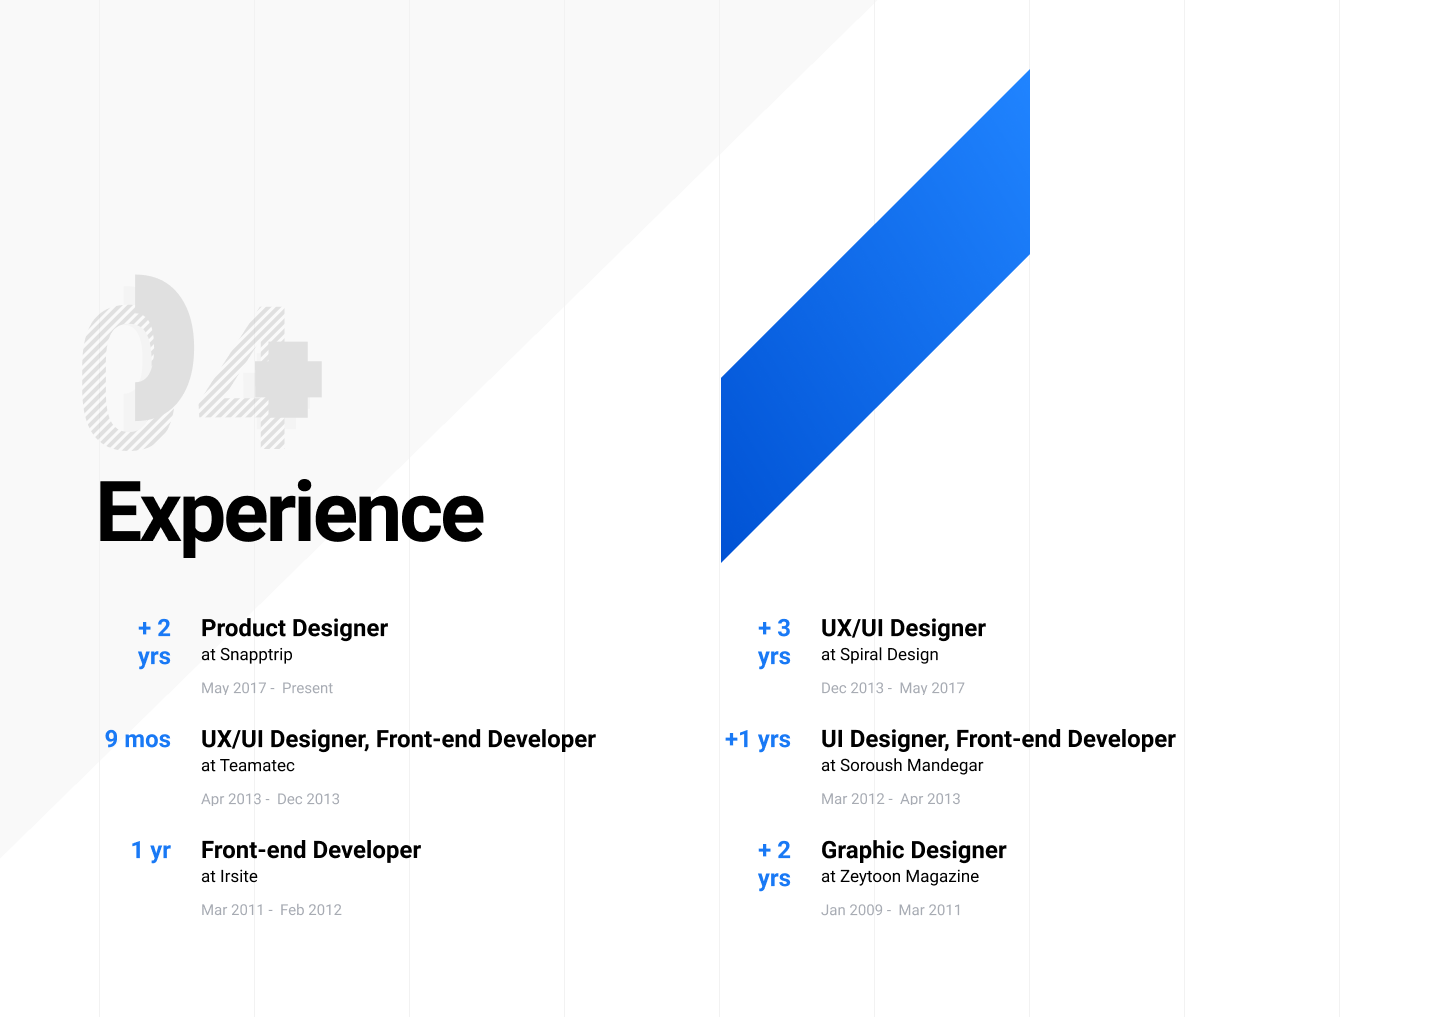 04
Experience
+ 2
yrs
Product Designer
at Snapptrip
May 2017 - Present
+ 3
yrs
UX/UI Designer
at Spiral Design
Dec 2013 - May 2017
9 mos
UX/UI Designer, Front-end Developer
at Teamatec
Apr 2013 - Dec 2013
+1 yrs
UI Designer, Front-end Developer
at Soroush Mandegar
Mar 2012 - Apr 2013
1 yr
Front-end Developer
at Irsite
Mar 2011 - Feb 2012
+ 2
yrs
Graphic Designer
at Zeytoon Magazine
Jan 2009 - Mar 2011